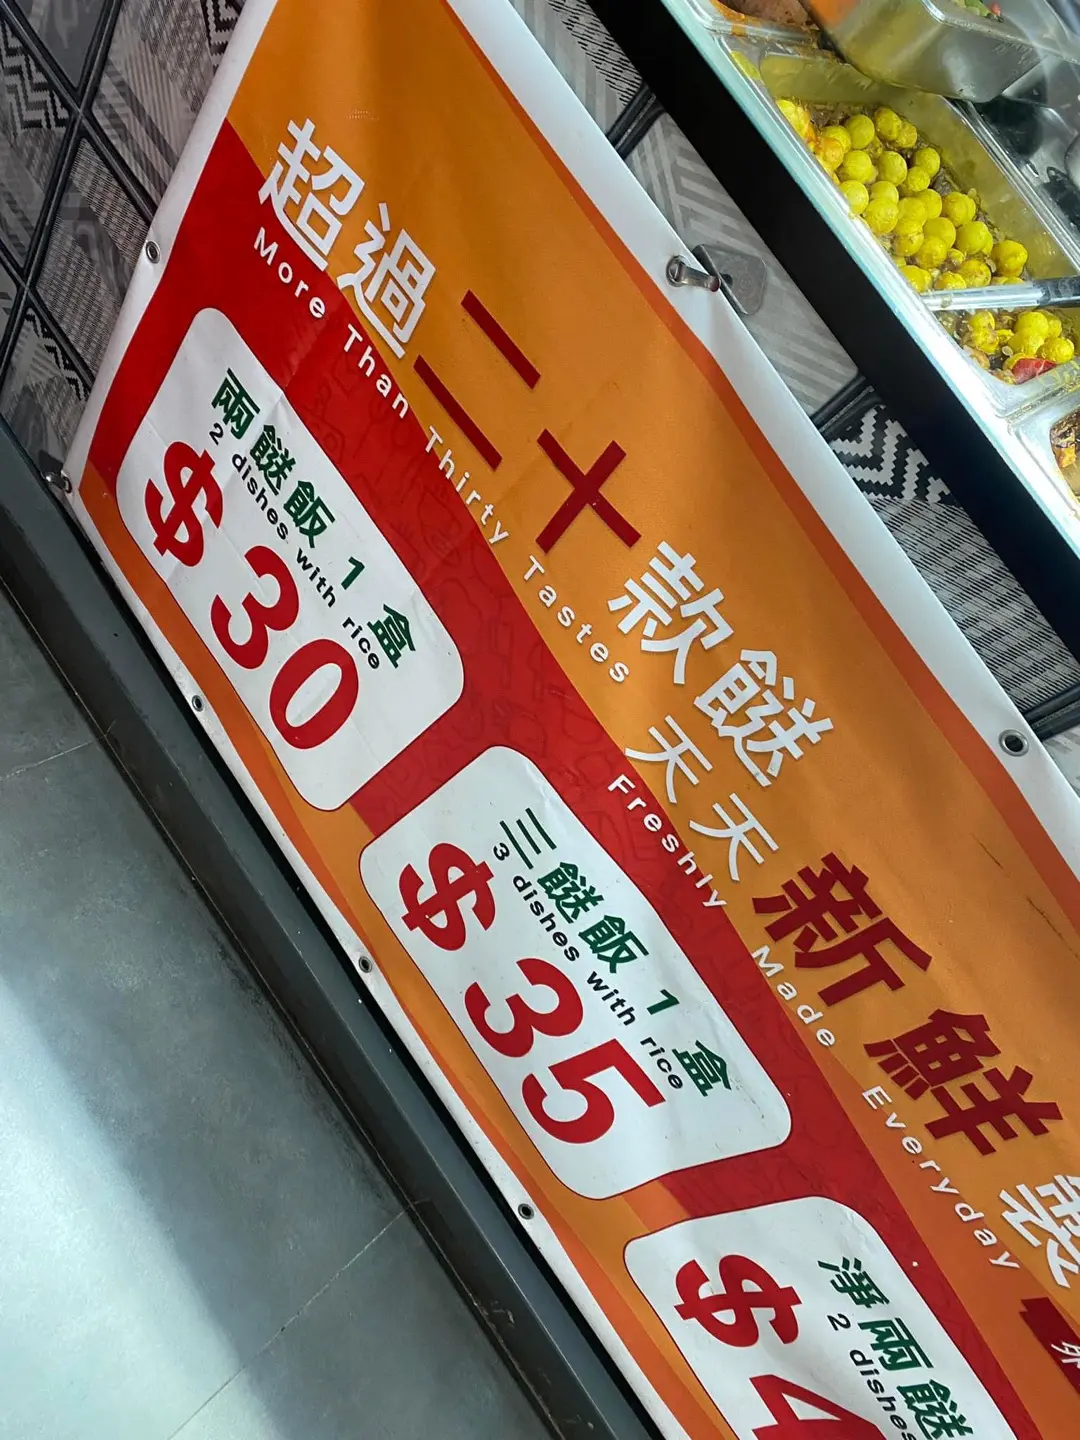 超過二十款餸 天天新鮮製
More Than Thirty Tastes Freshly Made Everyday
兩餸飯 1 盒
2 dishes with rice
$30
三餸飯 1 盒
3 dishes with rice
$35
淨兩餸
2 dishes
$4